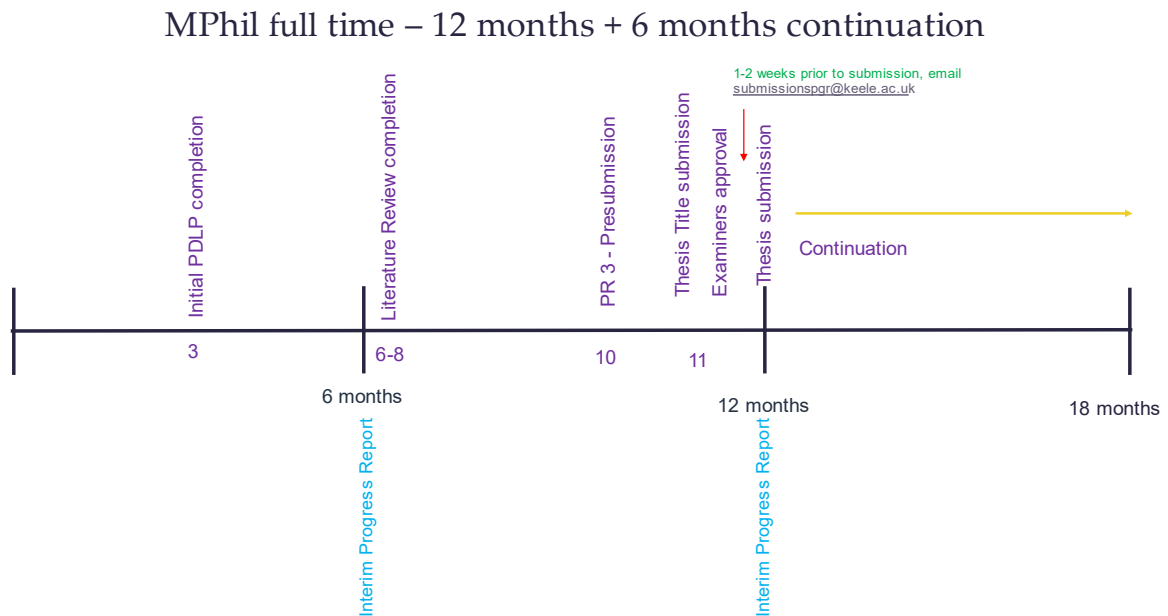 MPhil full time – 12 months + 6 months continuation
1-2 weeks prior to submission, email
submissionspgr@keele.ac.uk
Initial PDLP completion
Literature Review completion
PR 3 - Presubmission
Thesis Title submission
Examiners approval
Thesis submission
Continuation
3
6-8
10
11
6 months
12 months
18 months
Interim Progress Report
Interim Progress Report